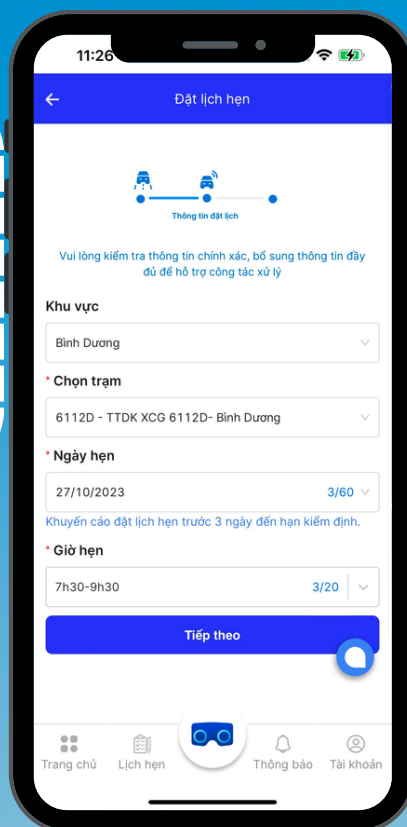 11:26
Đặt lịch hẹn
Thông tin đặt lịch
Vui lòng kiểm tra thông tin chính xác, bổ sung thông tin đầy
đủ để hỗ trợ công tác xử lý
Khu vực
Bình Dương
* Chọn trạm
6112D - TTDK XCG 6112D- Bình Dương
* Ngày hẹn
27/10/2023 3/60
Khuyến cáo đặt lịch hẹn trước 3 ngày đến hạn kiểm định.
* Giờ hẹn
7h30-9h30 3/20
Tiếp theo
Trang chủ Lịch hẹn Thông báo Tài khoản